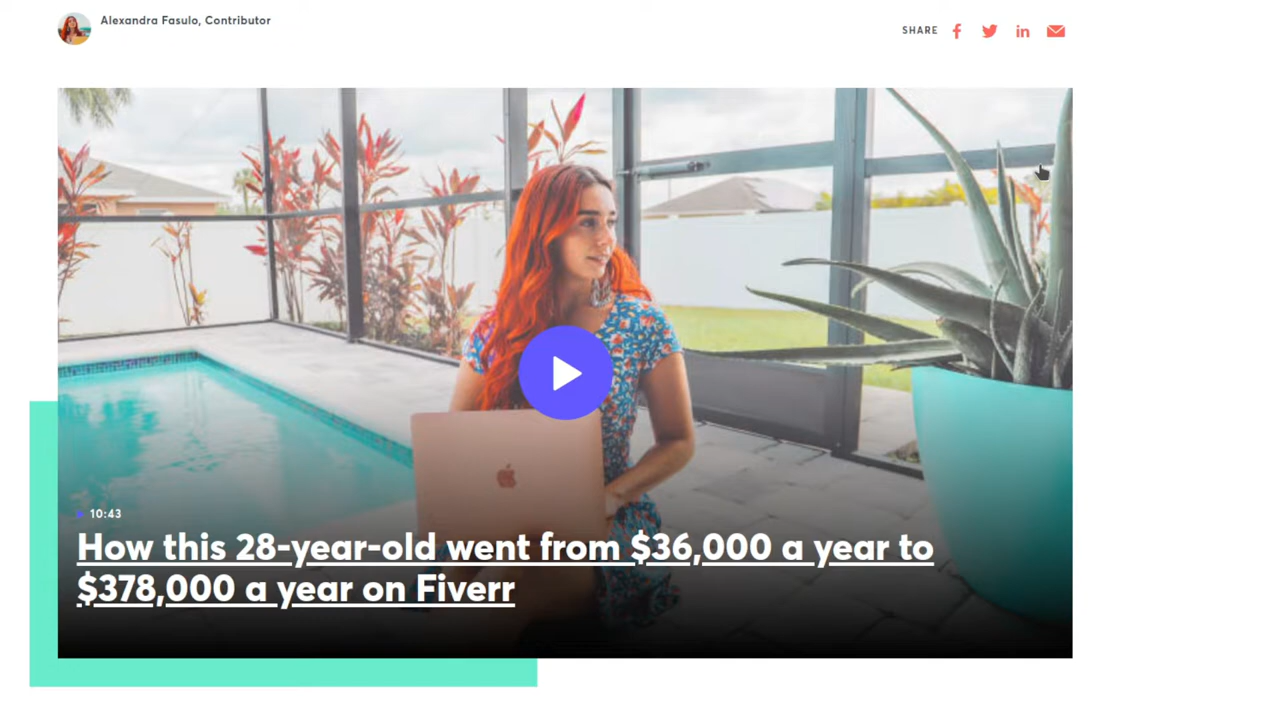 Alexandra Fasulo, Contributor
SHARE
10:43
How this 28-year-old went from $36,000 a year to
$378,000 a year on Fiverr